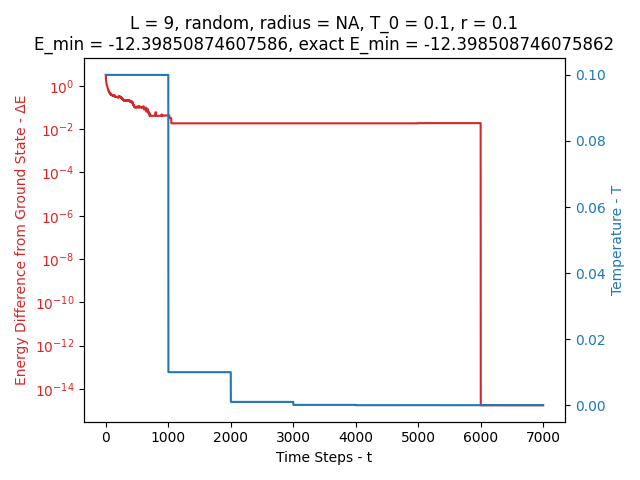 L = 9, random, radius = NA, T_0 = 0.1, r = 0.1
E_min = -12.39850874607586, exact E_min = -12.398508746075862
Energy Difference from Ground State - ΔE
10^0
10^-2
10^-4
10^-6
10^-8
10^-10
10^-12
10^-14
0.10
0.08
0.06
0.04
0.02
0.00
Temperature - T
0 1000 2000 3000 4000 5000 6000 7000
Time Steps - t